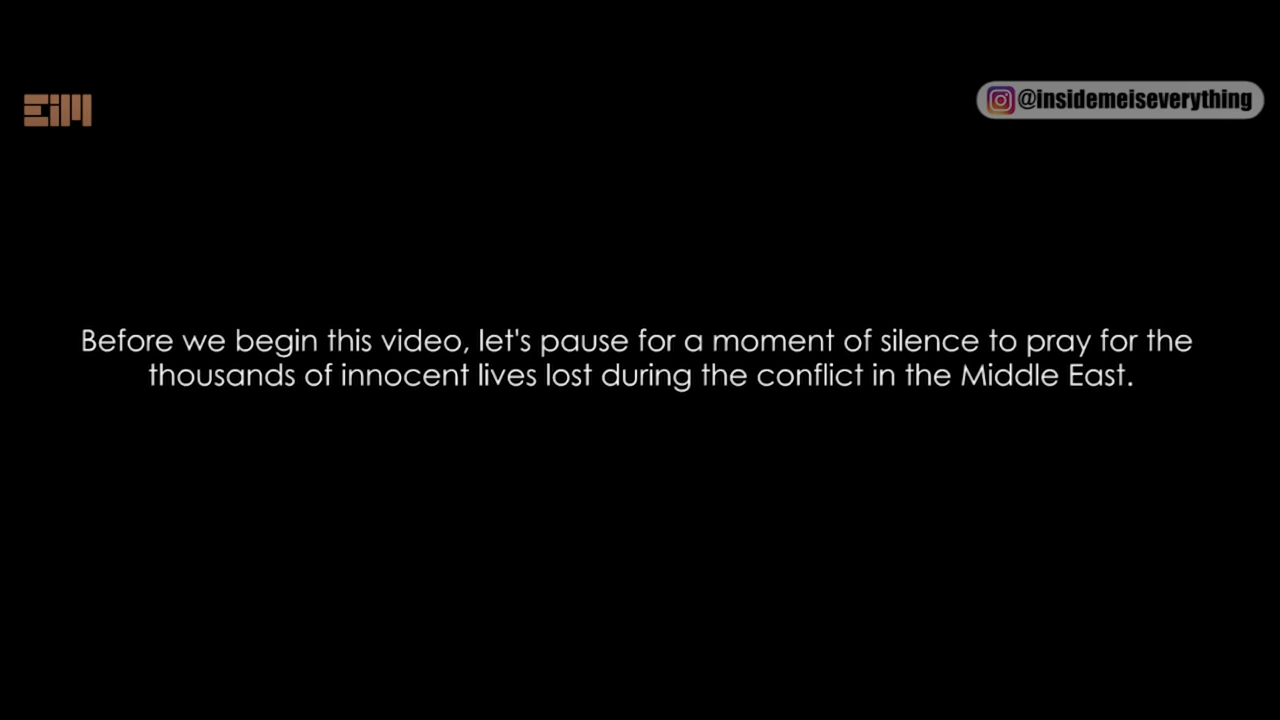 EiM
@insidemeiseverything
Before we begin this video, let's pause for a moment of silence to pray for the
thousands of innocent lives lost during the conflict in the Middle East.